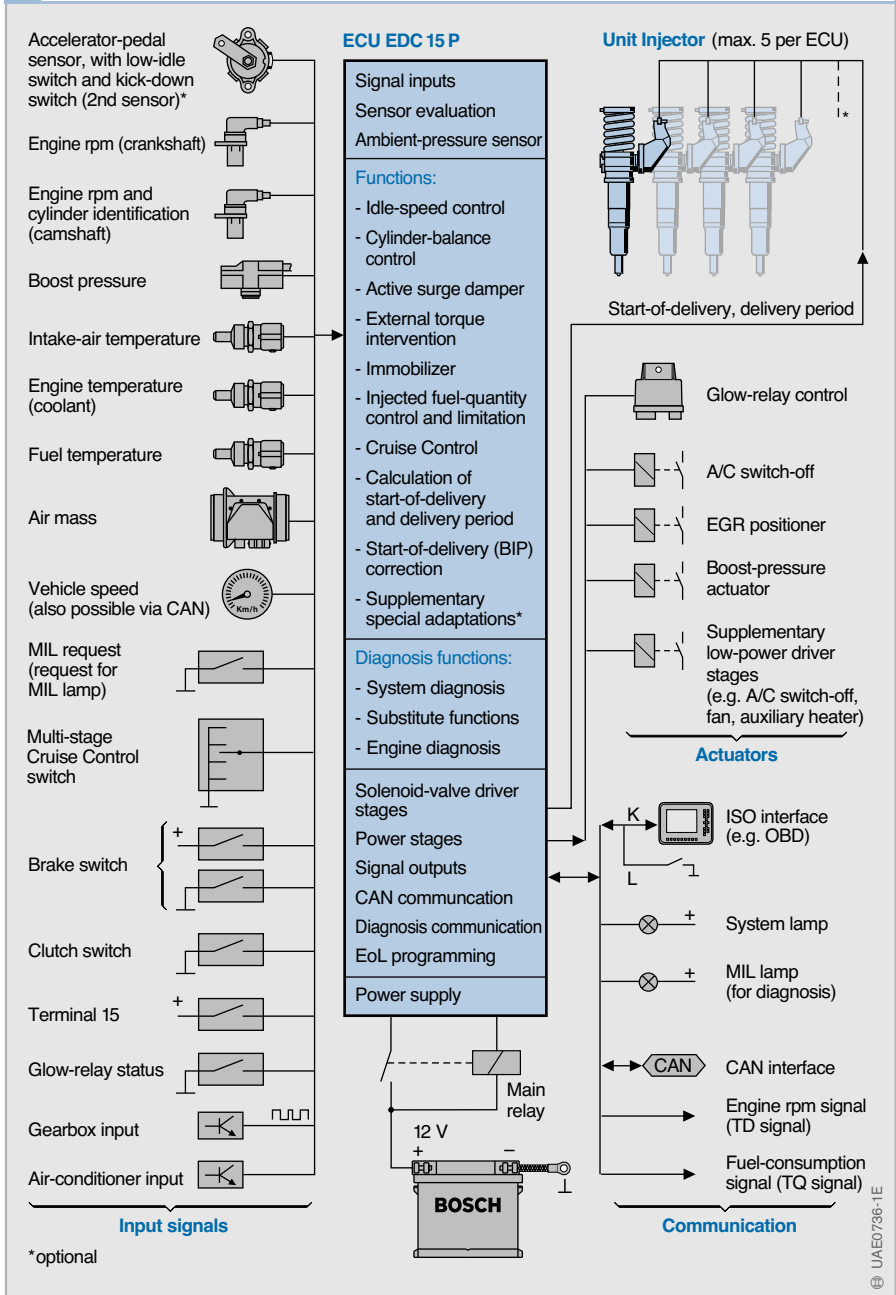 Accelerator-pedal
sensor, with low-idle
switch and kick-down
switch (2nd sensor)*
Engine rpm (crankshaft)
Engine rpm and
cylinder identification
(camshaft)
Boost pressure
Intake-air temperature
Engine temperature
(coolant)
Fuel temperature
Air mass
Vehicle speed
(also possible via CAN)
Km/h
MIL request
(request for
MIL lamp)
Multi-stage
Cruise Control
switch
Brake switch
+
Clutch switch
Terminal 15
+
Glow-relay status
Gearbox input
Air-conditioner input
Input signals
*optional
ECU EDC 15 P
Signal inputs
Sensor evaluation
Ambient-pressure sensor
Functions:
- Idle-speed control
- Cylinder-balance
control
- Active surge damper
- External torque
intervention
- Immobilizer
- Injected fuel-quantity
control and limitation
- Cruise Control
- Calculation of
start-of-delivery
and delivery period
- Start-of-delivery (BIP)
correction
- Supplementary
special adaptations*
Diagnosis functions:
- System diagnosis
- Substitute functions
- Engine diagnosis
Solenoid-valve driver
stages
Power stages
Signal outputs
CAN communcation
Diagnosis communication
EoL programming
Power supply
Main
relay
12 V
+ −
BOSCH
Unit Injector (max. 5 per ECU)
*
Start-of-delivery, delivery period
Glow-relay control
A/C switch-off
EGR positioner
Boost-pressure
actuator
Supplementary
low-power driver
stages
(e.g. A/C switch-off,
fan, auxiliary heater)
Actuators
K
L
ISO interface
(e.g. OBD)
+
System lamp
+
MIL lamp
(for diagnosis)
CAN
CAN interface
Engine rpm signal
(TD signal)
Fuel-consumption
signal (TQ signal)
Communication
UAE0736-1E